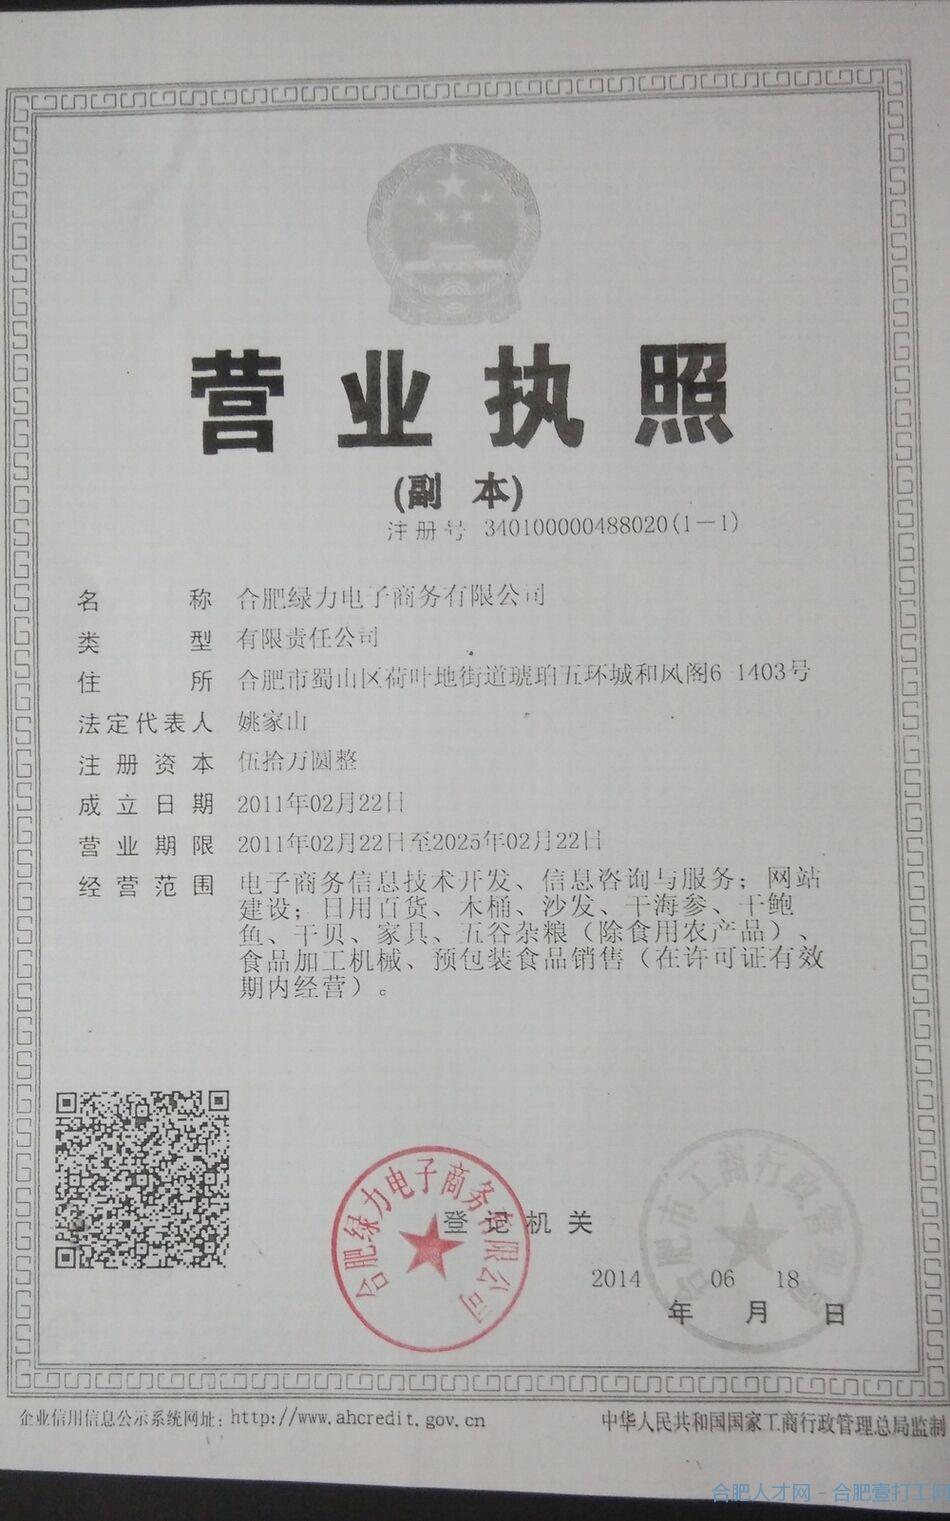 营业执照
(副 本)
注册号 340100000488020(1-1)
名 称 合肥绿力电子商务有限公司
类 型 有限责任公司
住 所 合肥市蜀山区荷叶地街道琥珀五环城和风阁6-1403号
法定代表人 姚家山
注册资本 伍拾万圆整
成立日期 2011年02月22日
营业期限 2011年02月22日至2025年02月22日
经营范围 电子商务信息技术开发、信息咨询与服务；网站
建设；日用百货、木桶、沙发、干海参、干鲍
鱼、干贝、家具、五谷杂粮（除食用农产品）、
食品加工机械、预包装食品销售（在许可证有效
期内经营）。
合肥绿力电子商务有限公司
登记机关
合肥市工商行政管理局
2014 06 18
年 月 日
企业信用信息公示系统网址：http://www.ahcredit.gov.cn
中华人民共和国国家工商行政管理总局监制
合肥人才网－合肥壹打工网